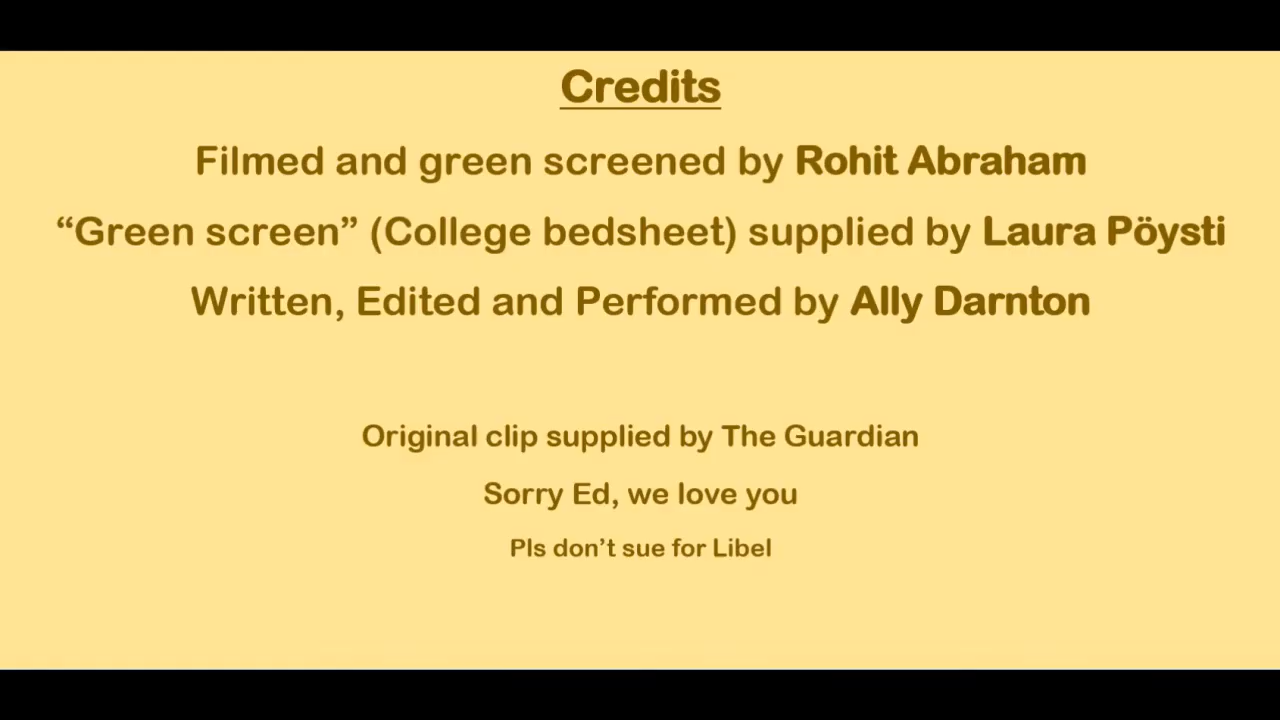 Credits
Filmed and green screened by Rohit Abraham
“Green screen” (College bedsheet) supplied by Laura Pöysti
Written, Edited and Performed by Ally Darnton
Original clip supplied by The Guardian
Sorry Ed, we love you
Pls don’t sue for Libel